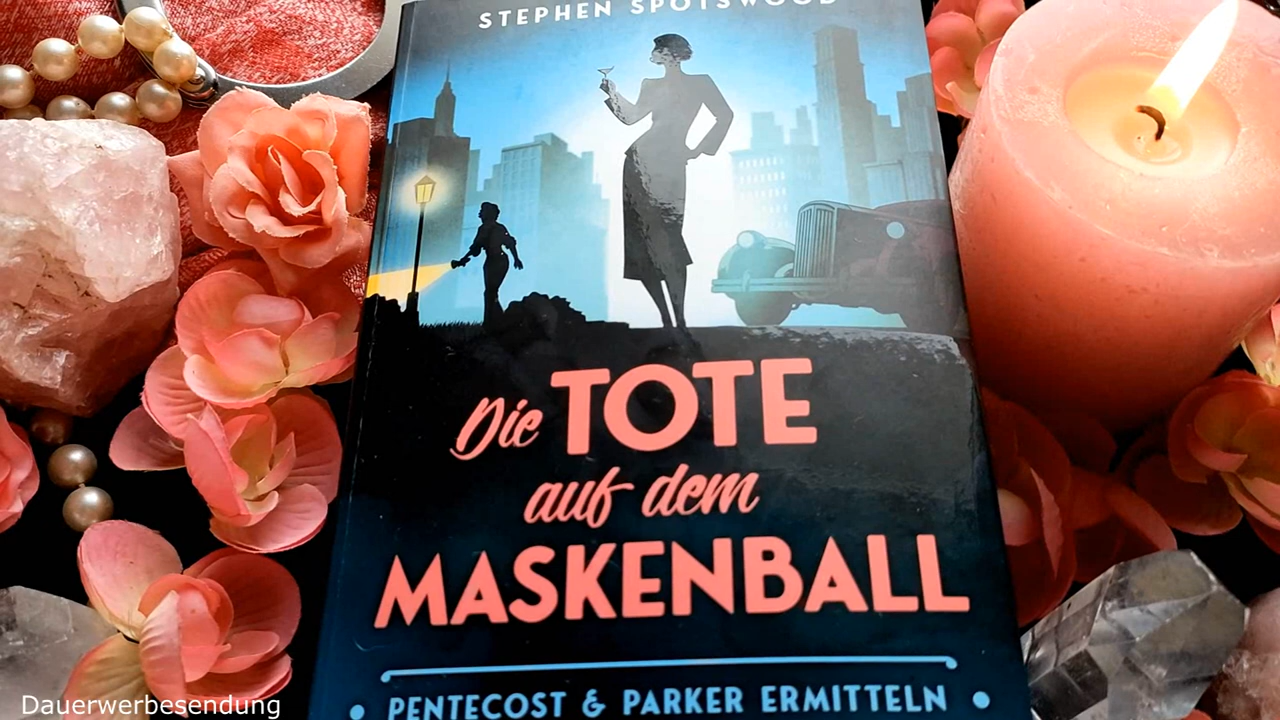 STEPHEN SPOTSWOOD
Die TOTE
auf dem
MASKENBALL
PENTECOST & PARKER ERMITTELN
Dauerwerbesendung